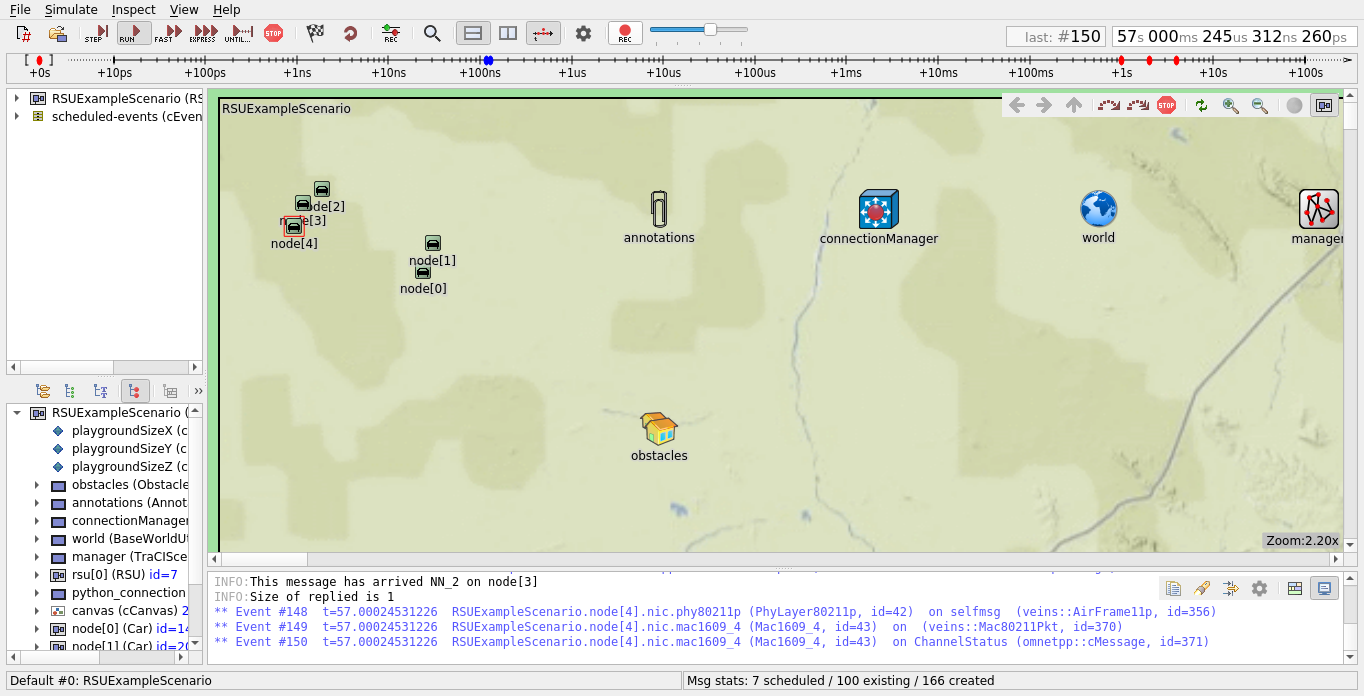 File Simulate Inspect View Help
STEP RUN FAST EXPRESS UNTIL... STOP REC REC
last: #150 57s 000ms 245us 312ns 260ps
+0s +10ps +100ps +1ns +10ns +100ns +1us +10us +100us +1ms +10ms +100ms +1s +10s +100s
RSUExampleScenario (RS
scheduled-events (cEven
RSUExampleScenario (
playgroundSizeX (c
playgroundSizeY (c
playgroundSizeZ (c
obstacles (Obstacle
annotations (Annot
connectionManager
world (BaseWorldUt
manager (TraCISce
rsu[0] (RSU) id=7
python_connection
canvas (cCanvas) 2
node[0] (Car) id=14
node[1] (Car) id=20
RSUExampleScenario
STOP
node[2]
node[3]
node[4]
node[1]
node[0]
annotations
connectionManager
world
manager
obstacles
Zoom:2.20x
INFO:This message has arrived NN_2 on node[3]
INFO:Size of replied is 1
** Event #148 t=57.00024531226 RSUExampleScenario.node[4].nic.phy80211p (PhyLayer80211p, id=42) on selfmsg (veins::AirFrame11p, id=356)
** Event #149 t=57.00024531226 RSUExampleScenario.node[4].nic.mac1609_4 (Mac1609_4, id=43) on (veins::Mac80211Pkt, id=370)
** Event #150 t=57.00024531226 RSUExampleScenario.node[4].nic.mac1609_4 (Mac1609_4, id=43) on ChannelStatus (omnetpp::cMessage, id=371)
Default #0: RSUExampleScenario
Msg stats: 7 scheduled / 100 existing / 166 created